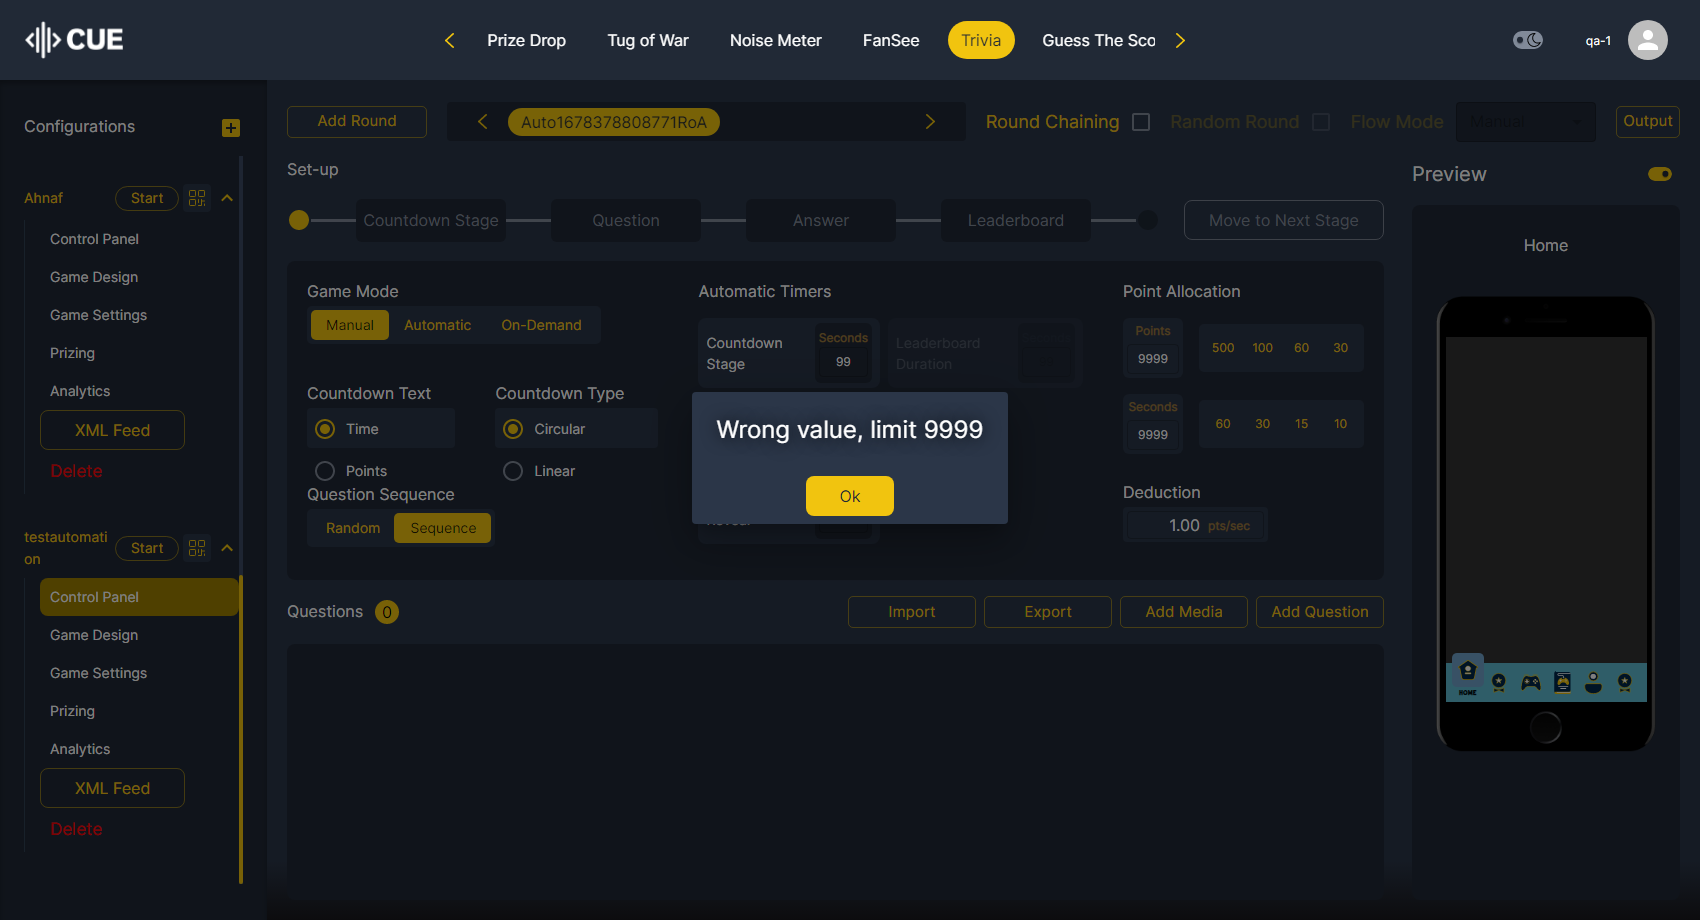 CUE
Prize Drop
Tug of War
Noise Meter
FanSee
Trivia
Guess The Sco
qa-1
Configurations
Add Round
Auto1678378808771RoA
Round Chaining
Random Round
Flow Mode
Manual
Output
Set-up
Preview
Ahnaf
Start
Control Panel
Game Design
Game Settings
Prizing
Analytics
XML Feed
Delete
testautomati
on
Start
Control Panel
Game Design
Game Settings
Prizing
Analytics
XML Feed
Delete
Countdown Stage
Question
Answer
Leaderboard
Move to Next Stage
Game Mode
Manual
Automatic
On-Demand
Countdown Text
Time
Points
Countdown Type
Circular
Linear
Question Sequence
Random
Sequence
Automatic Timers
Countdown
Stage
Seconds
99
Leaderboard
Duration
Wrong value, limit 9999
Ok
Point Allocation
Points
9999
500
100
60
30
Seconds
9999
60
30
15
10
Deduction
1.00 pts/sec
Questions 0
Import
Export
Add Media
Add Question
Home
HOME